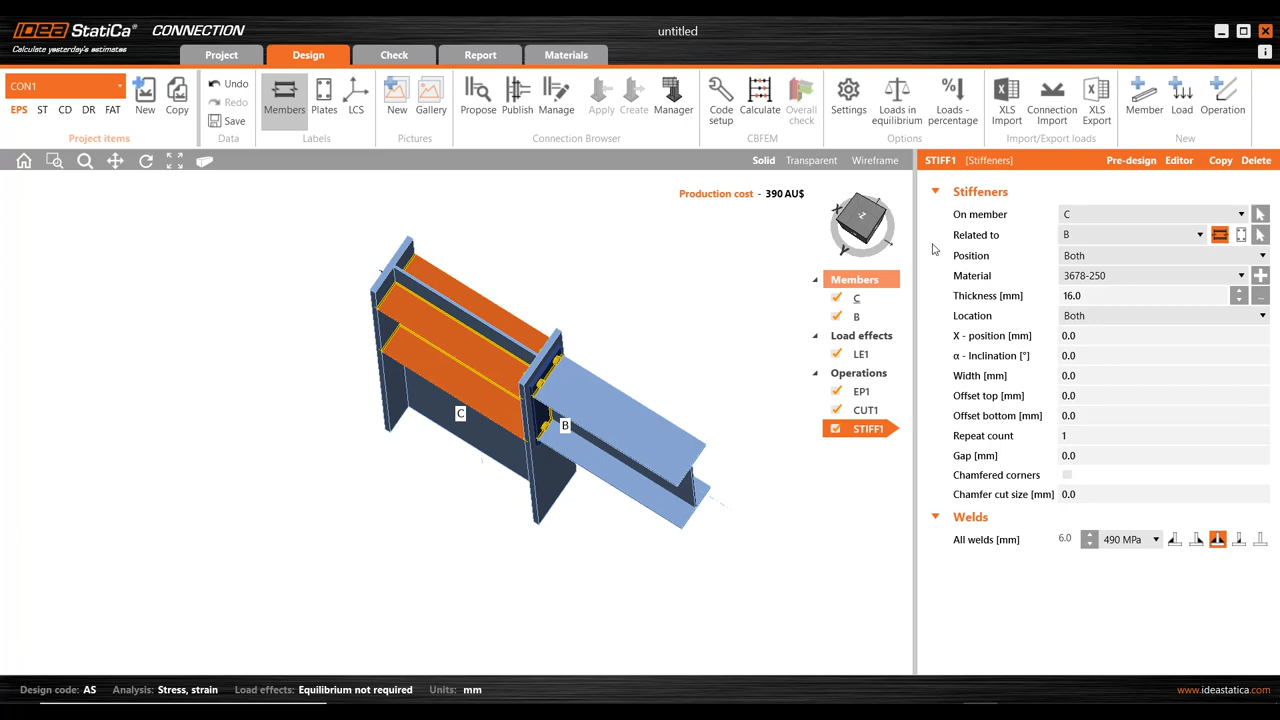 IDEA StatiCa® CONNECTION
Calculate yesterday's estimates
untitled
Project Design Check Report Materials
CON1
EPS ST CD DR FAT
New Copy
Project items
Undo
Redo
Save
Data
Members Plates LCS
Labels
New Gallery
Pictures
Propose Publish Manage Apply Create Manager
Connection Browser
Code setup Calculate Overall check
CBFEM
Settings Loads in equilibrium Loads - percentage
Options
XLS Import Connection Import XLS Export
Import/Export loads
Member Load Operation
New
Solid Transparent Wireframe
STIFF1 [Stiffeners] Pre-design Editor Copy Delete
Production cost - 390 AU$
X
Y
-Z
Members
C
B
Load effects
LE1
Operations
EP1
CUT1
STIFF1
C
B
Stiffeners
On member C
Related to B
Position Both
Material 3678-250
Thickness [mm] 16.0
Location Both
X - position [mm] 0.0
α - Inclination [°] 0.0
Width [mm] 0.0
Offset top [mm] 0.0
Offset bottom [mm] 0.0
Repeat count 1
Gap [mm] 0.0
Chamfered corners
Chamfer cut size [mm] 0.0
Welds
All welds [mm] 6.0 490 MPa
Design code: AS Analysis: Stress, strain Load effects: Equilibrium not required Units: mm
www.ideastatica.com